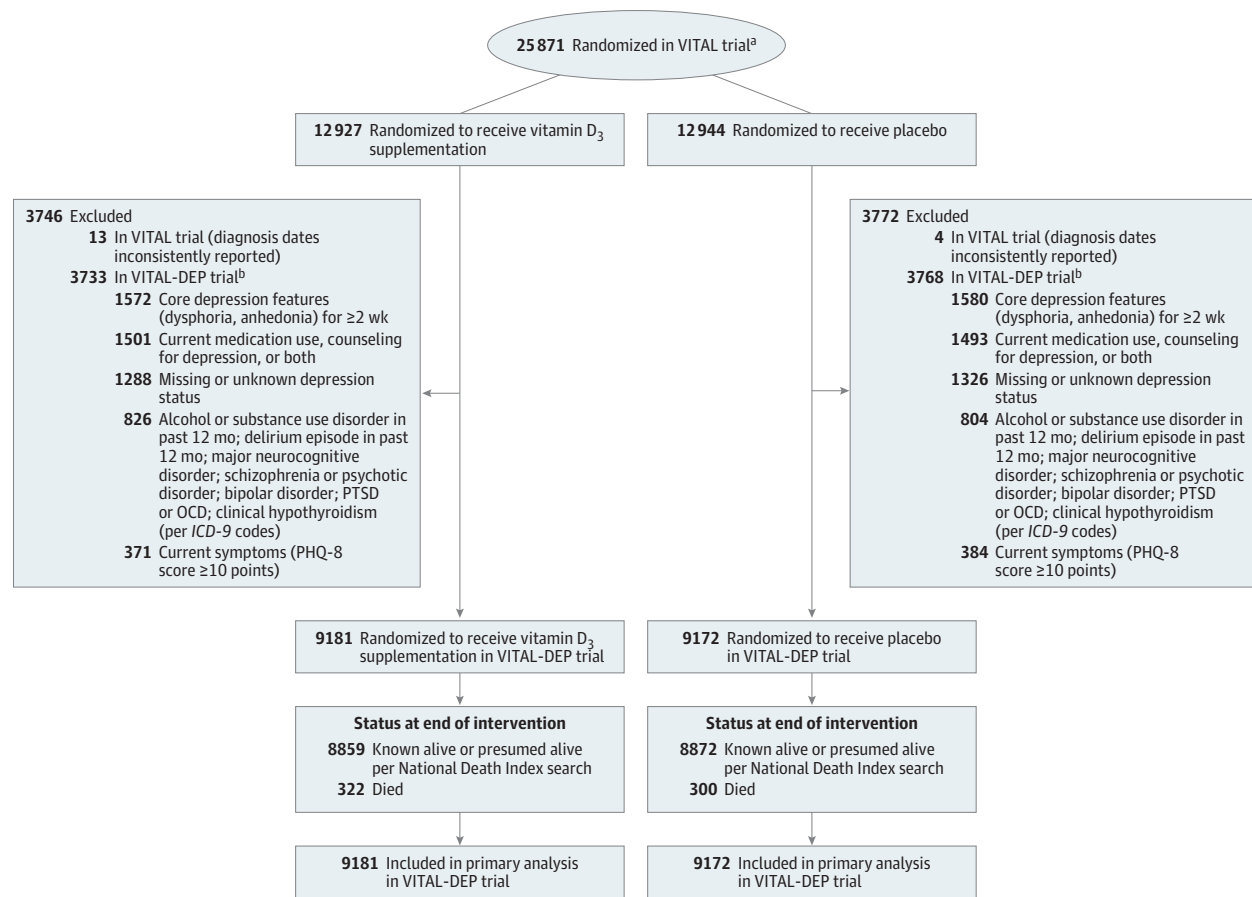 25 871 Randomized in VITAL trialᵃ
12 927 Randomized to receive vitamin D₃
supplementation
12 944 Randomized to receive placebo
3746 Excluded
13 In VITAL trial (diagnosis dates
inconsistently reported)
3733 In VITAL-DEP trialᵇ
1572 Core depression features
(dysphoria, anhedonia) for ≥2 wk
1501 Current medication use, counseling
for depression, or both
1288 Missing or unknown depression
status
826 Alcohol or substance use disorder in
past 12 mo; delirium episode in past
12 mo; major neurocognitive
disorder; schizophrenia or psychotic
disorder; bipolar disorder; PTSD
or OCD; clinical hypothyroidism
(per ICD-9 codes)
371 Current symptoms (PHQ-8
score ≥10 points)
3772 Excluded
4 In VITAL trial (diagnosis dates
inconsistently reported)
3768 In VITAL-DEP trialᵇ
1580 Core depression features
(dysphoria, anhedonia) for ≥2 wk
1493 Current medication use, counseling
for depression, or both
1326 Missing or unknown depression
status
804 Alcohol or substance use disorder in
past 12 mo; delirium episode in past
12 mo; major neurocognitive
disorder; schizophrenia or psychotic
disorder; bipolar disorder; PTSD
or OCD; clinical hypothyroidism
(per ICD-9 codes)
384 Current symptoms (PHQ-8
score ≥10 points)
9181 Randomized to receive vitamin D₃
supplementation in VITAL-DEP trial
9172 Randomized to receive placebo
in VITAL-DEP trial
Status at end of intervention
8859 Known alive or presumed alive
per National Death Index search
322 Died
Status at end of intervention
8872 Known alive or presumed alive
per National Death Index search
300 Died
9181 Included in primary analysis
in VITAL-DEP trial
9172 Included in primary analysis
in VITAL-DEP trial